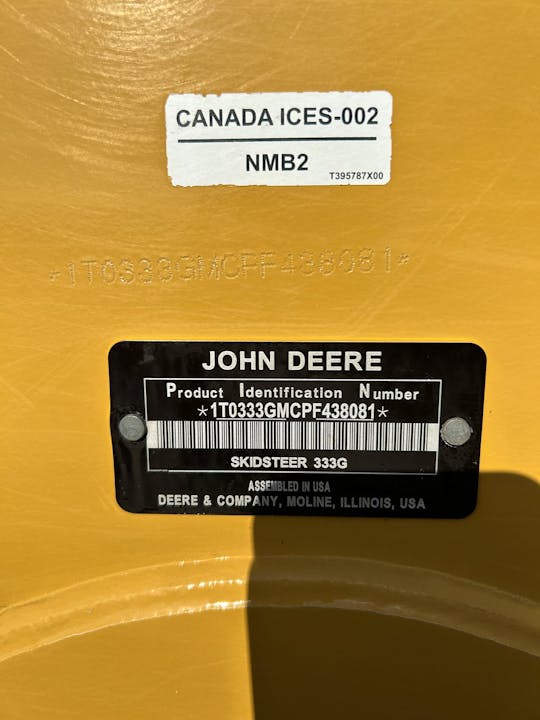 CANADA ICES-002
NMB2
T395787X00
*1T0333GMCPF438081*
JOHN DEERE
Product Identification Number
*1T0333GMCPF438081*
SKIDSTEER 333G
ASSEMBLED IN USA
DEERE & COMPANY, MOLINE, ILLINOIS, USA